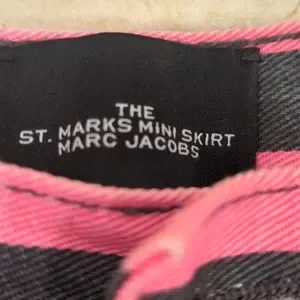 THE
ST. MARKS MINI SKIRT
MARC JACOBS